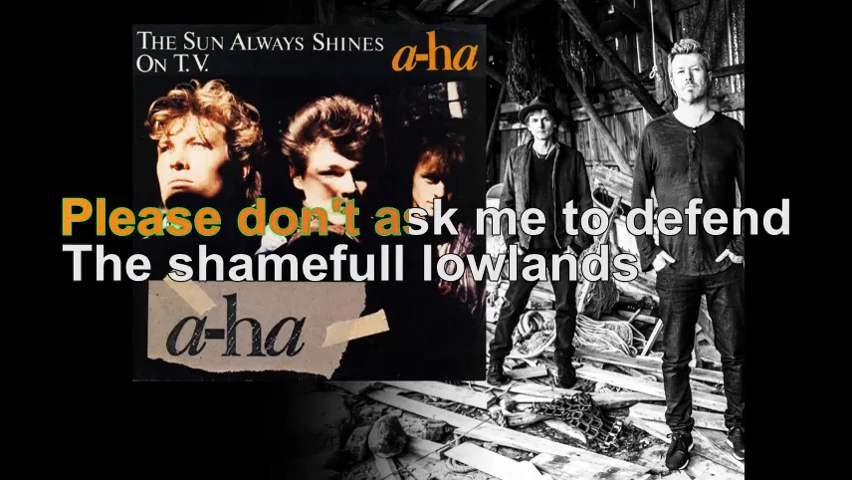 THE SUN ALWAYS SHINES
ON T.V.
a-ha
Please don't ask me to defend
The shamefull lowlands
a-ha